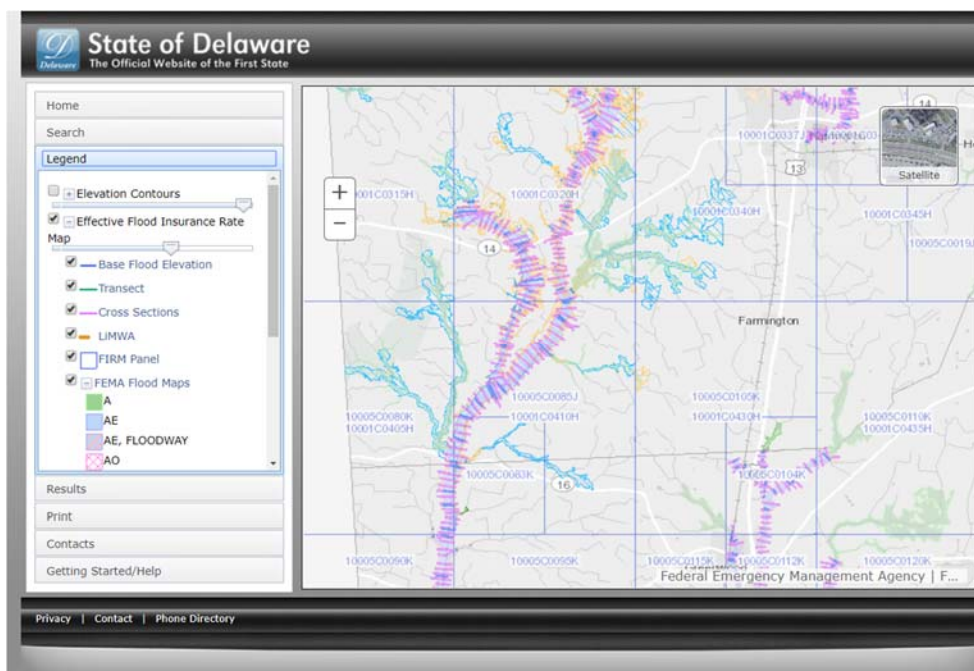 State of Delaware
Delaware
The Official Website of the First State
Home
Search
Legend
Elevation Contours
Effective Flood Insurance Rate
Map
Base Flood Elevation
Transect
Cross Sections
LiMWA
FIRM Panel
FEMA Flood Maps
A
AE
AE, FLOODWAY
AO
Results
Print
Contacts
Getting Started/Help
+
−
Satellite
14
10001C0337J
13
10001C0320H
10001C0340H
10001C0345H
14
Farmington
10005C0085J
10005C0105K
10005C0080K
10001C0410H
10001C0430H
10005C0110K
10001C0405H
10001C0435H
10005C0083K
16
10005C0104K
10005C0090K
10005C0095K
10005C0115K
10005C0112K
10005C0120K
Federal Emergency Management Agency | F...
Privacy | Contact | Phone Directory